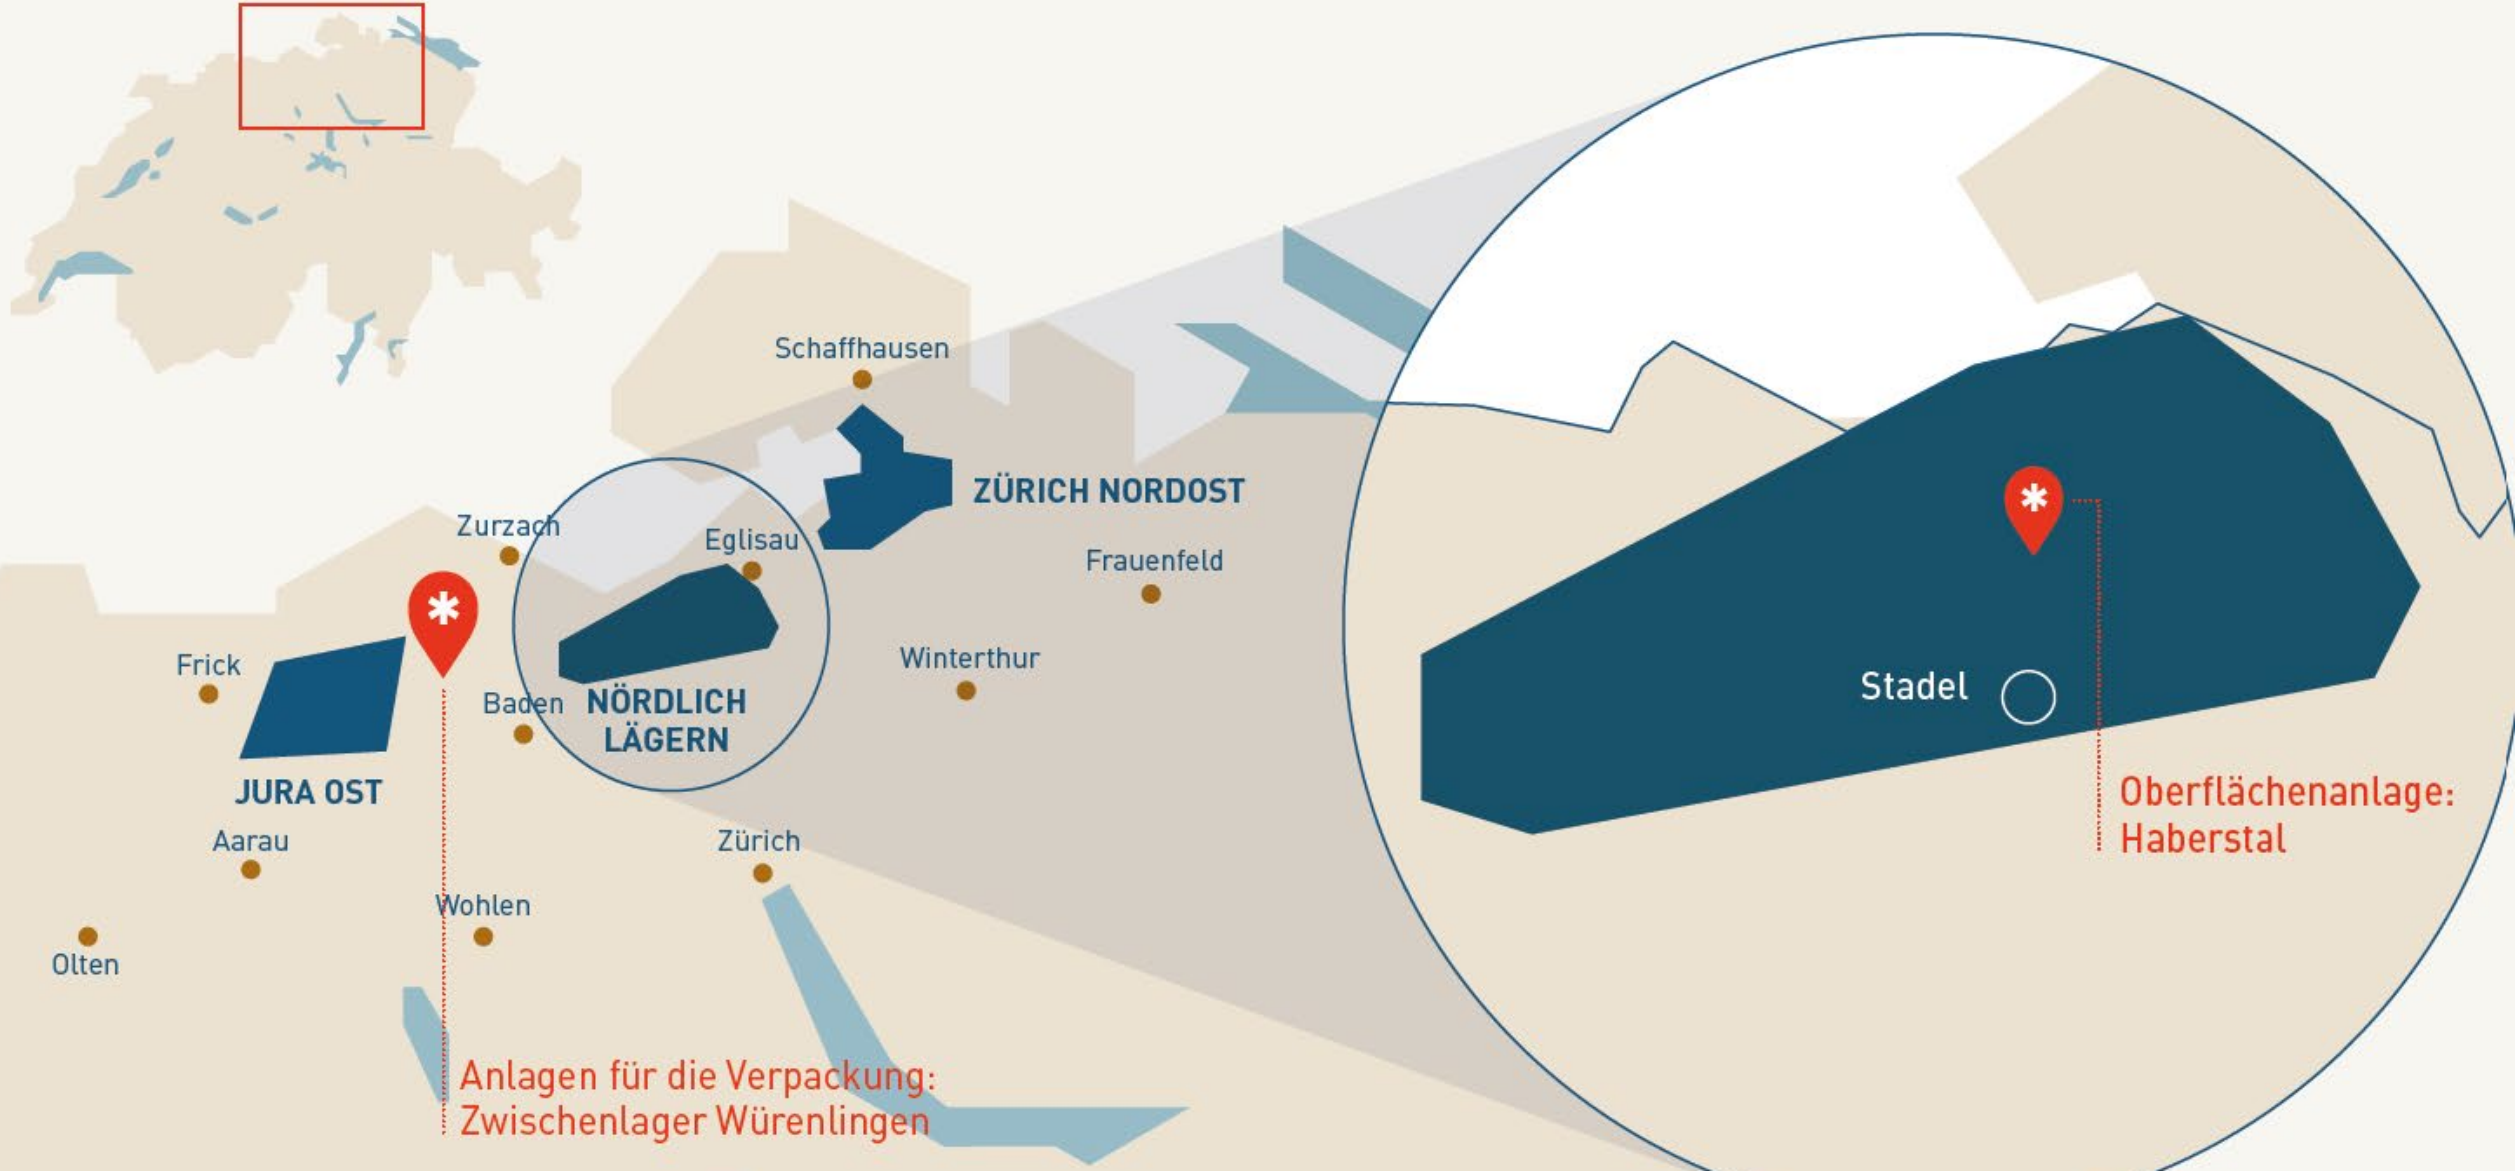 Schaffhausen
ZÜRICH NORDOST
Zurzach
Eglisau
Frauenfeld
Frick
Baden
NÖRDLICH
LÄGERN
Winterthur
JURA OST
Aarau
Zürich
Wohlen
Olten
Anlagen für die Verpackung:
Zwischenlager Würenlingen
Stadel
Oberflächenanlage:
Haberstal